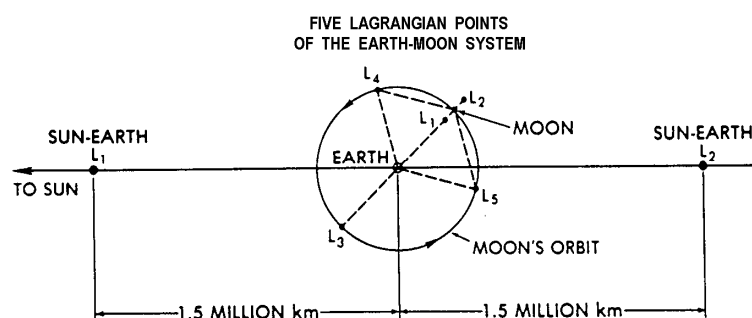 FIVE LAGRANGIAN POINTS
OF THE EARTH-MOON SYSTEM
L4
L2
L1
MOON
SUN-EARTH
L1
SUN-EARTH
L2
EARTH
TO SUN
L5
L3
MOON'S ORBIT
1.5 MILLION km
1.5 MILLION km